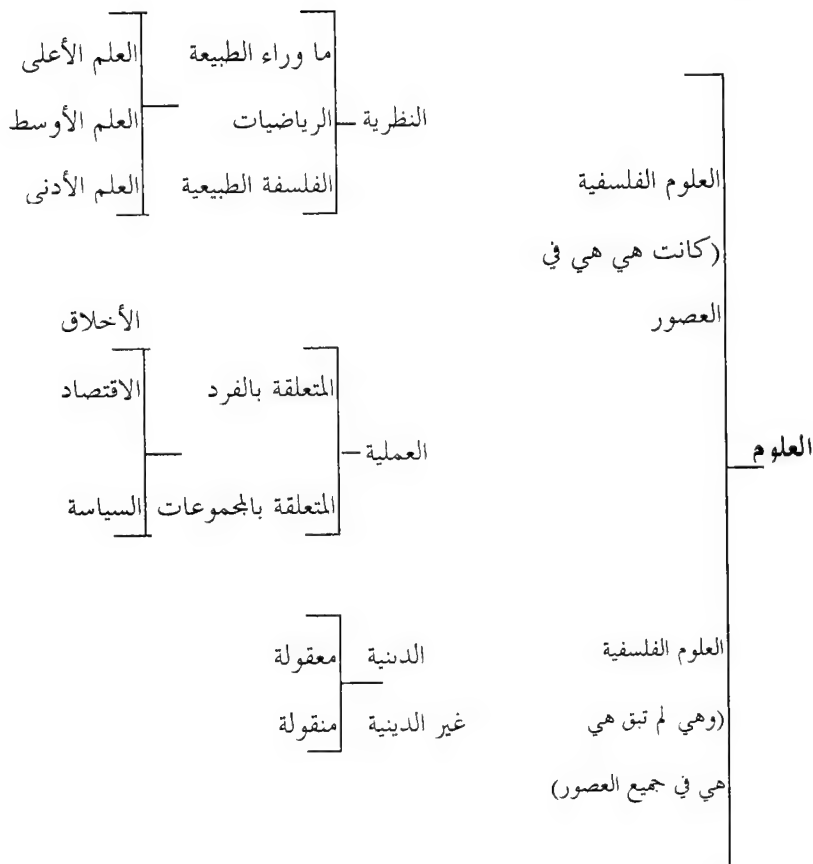 ما وراء الطبيعة العلم الأعلى
النظرية الرياضيات العلم الأوسط
العلوم الفلسفية الفلسفة الطبيعية العلم الأدنى
(كانت هي هي في
العصور الأخلاق
المتعلقة بالفرد الاقتصاد
العلوم العملية
المتعلقة بالمجموعات السياسة
العلوم الفلسفية الدينية معقولة
(وهي لم تبق هي غير الدينية منقولة
هي في جميع العصور)